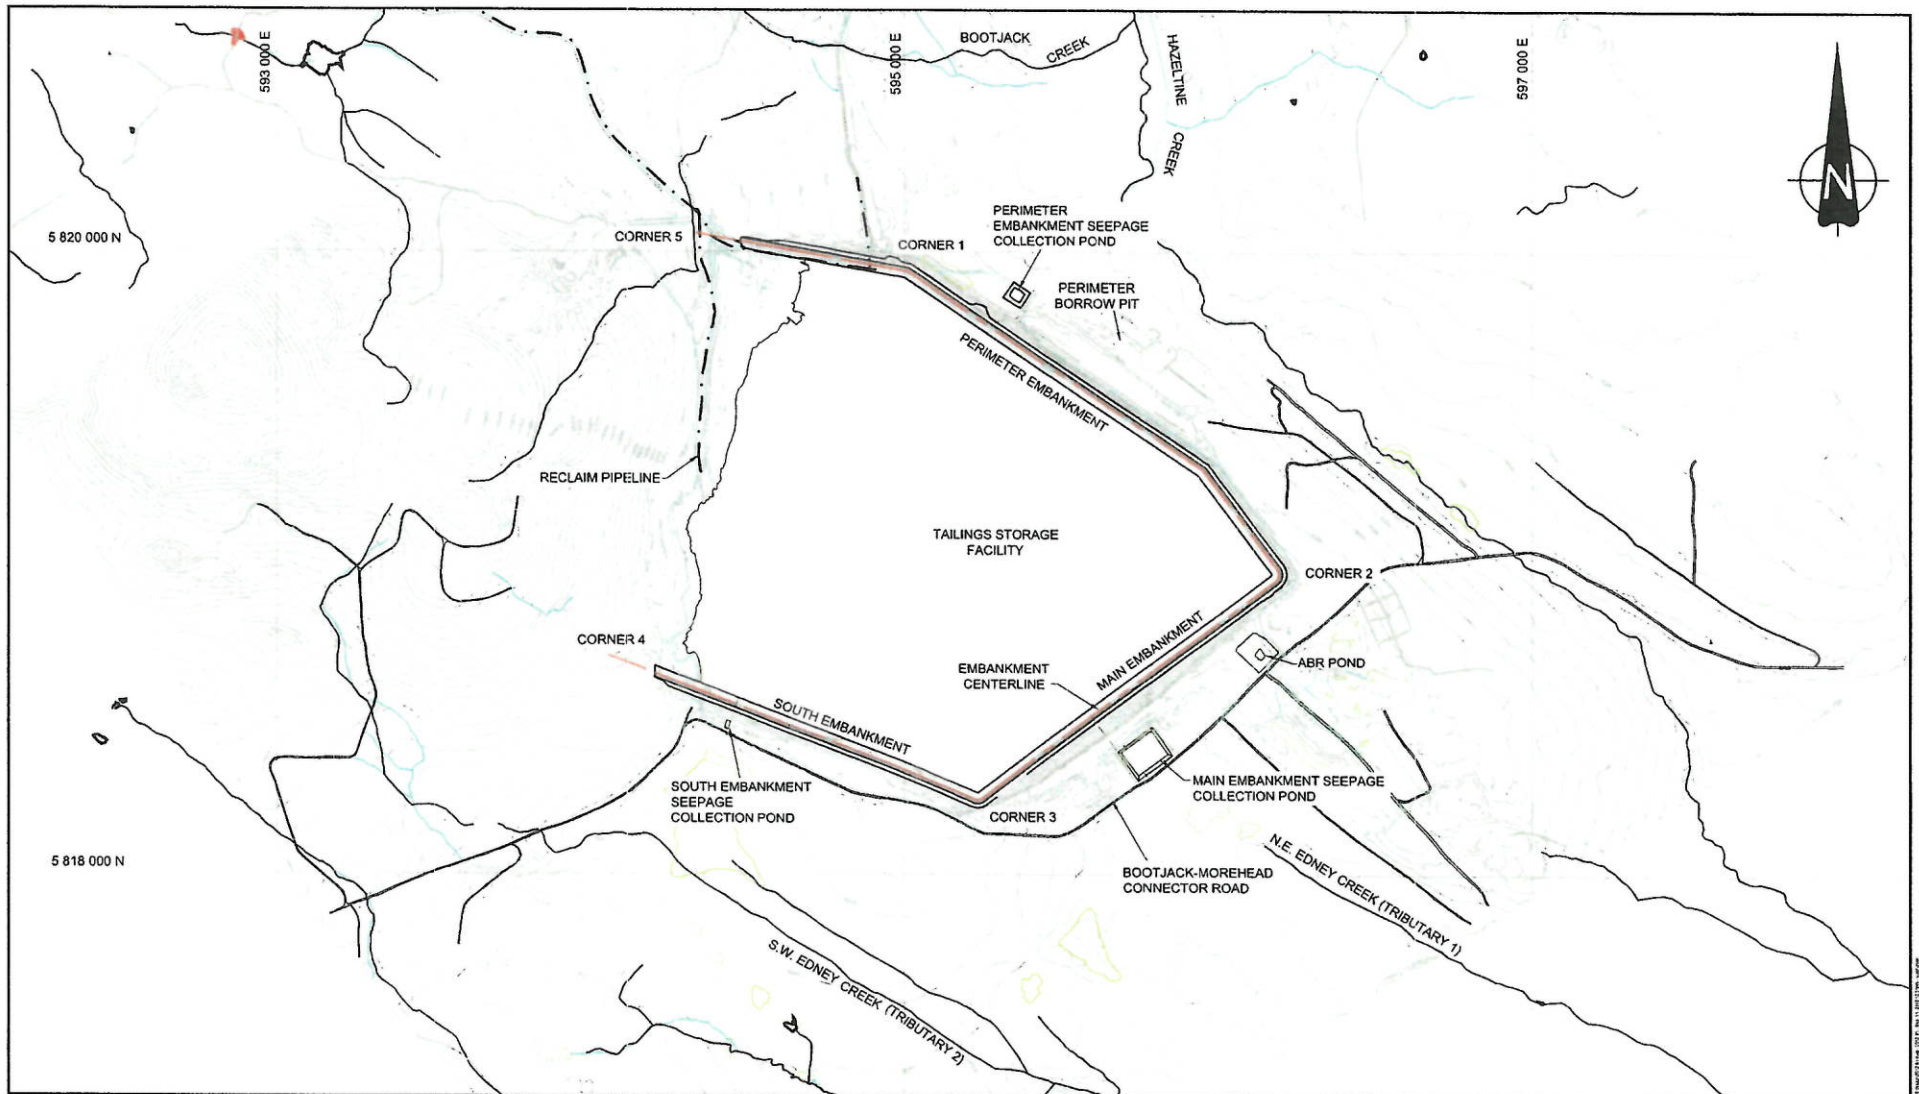 593 000 E
595 000 E
BOOTJACK
CREEK
HAZELTINE
CREEK
597 000 E
N
5 820 000 N
CORNER 5
CORNER 1
PERIMETER
EMBANKMENT SEEPAGE
COLLECTION POND
PERIMETER
BORROW PIT
PERIMETER EMBANKMENT
RECLAIM PIPELINE
TAILINGS STORAGE
FACILITY
CORNER 2
CORNER 4
MAIN EMBANKMENT
EMBANKMENT
CENTERLINE
ABR POND
SOUTH EMBANKMENT
SOUTH EMBANKMENT
SEEPAGE
COLLECTION POND
MAIN EMBANKMENT SEEPAGE
COLLECTION POND
CORNER 3
5 818 000 N
BOOTJACK-MOREHEAD
CONNECTOR ROAD
N.E. EDNEY CREEK (TRIBUTARY 1)
S.W. EDNEY CREEK (TRIBUTARY 2)